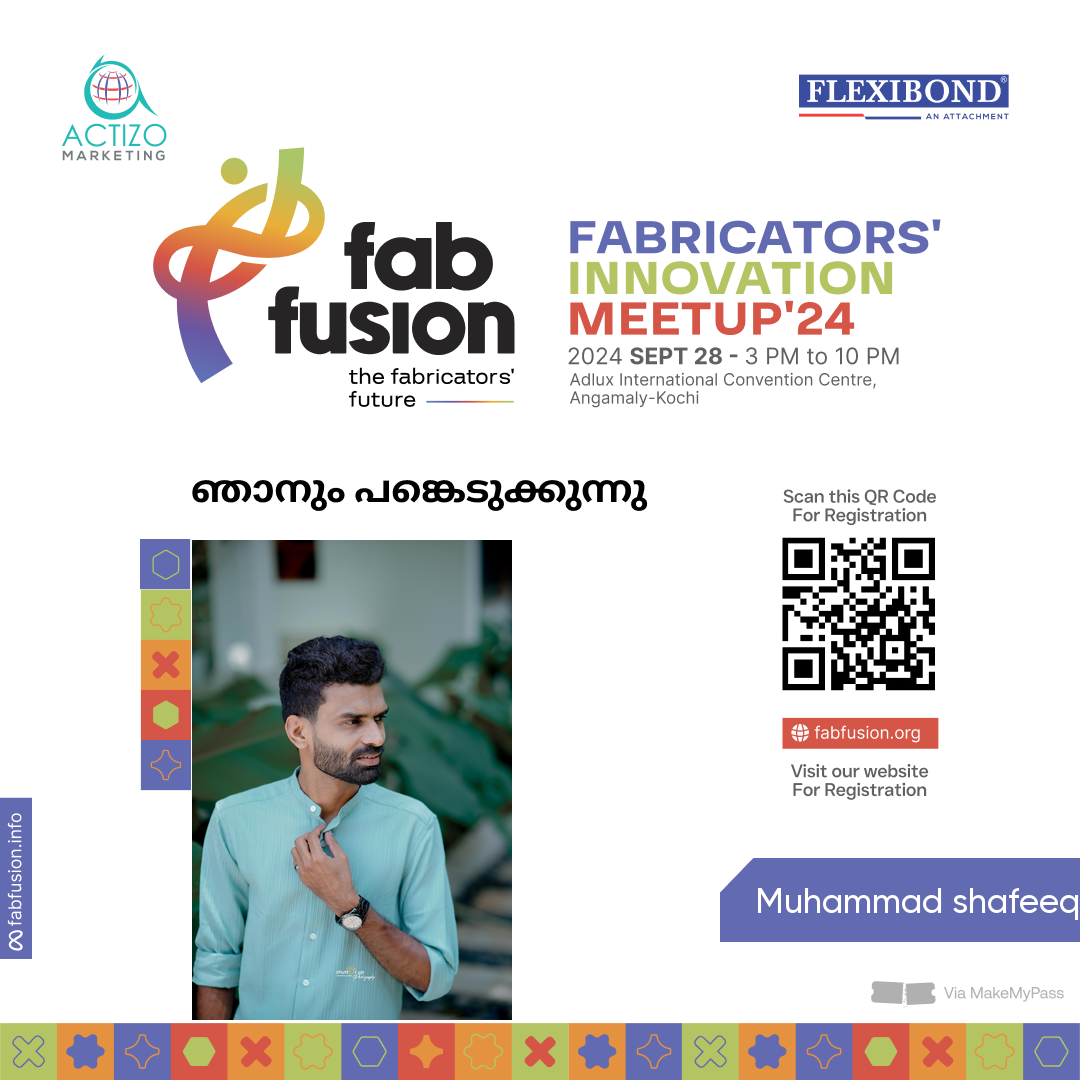 ACTIZO
MARKETING
FLEXIBOND®
AN ATTACHMENT
fab
fusion
the fabricators'
future
FABRICATORS'
INNOVATION
MEETUP'24
2024 SEPT 28 - 3 PM to 10 PM
Adlux International Convention Centre,
Angamaly-Kochi
ഞാനും പങ്കെടുക്കുന്നു
Scan this QR Code
For Registration
fabfusion.org
Visit our website
For Registration
fabfusion.info
Muhammad shafeeq
Photography
Via MakeMyPass